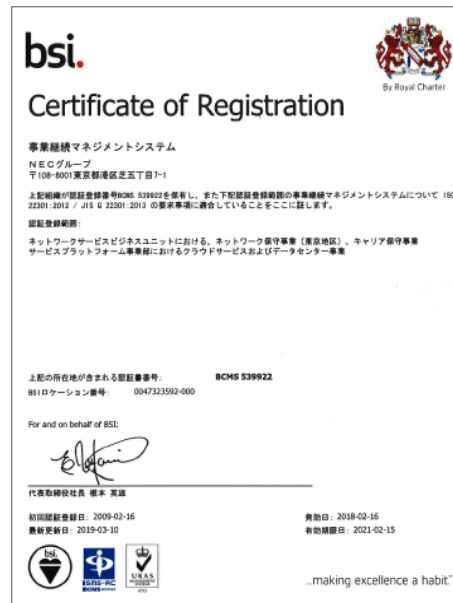 bsi.
By Royal Charter
Certificate of Registration
事業継続マネジメントシステム
NECグループ
〒108-8001東京都港区芝五丁目7-1
上記組織が認証登録番号BCMS 539922を保有し、また下記認証登録範囲の事業継続マネジメントシステムについて ISO
22301:2012 / JIS Q 22301:2013 の要求事項に適合していることをここに証します。
認証登録範囲:
ネットワークサービスビジネスユニットにおける、ネットワーク保守事業（東京地区）、キャリア保守事業
サービスプラットフォーム事業部におけるクラウドサービスおよびデータセンター事業
上記の所在地が含まれる認証書番号: BCMS 539922
BSIロケーション番号: 0047323592-000
For and on behalf of BSI:
代表取締役社長 根本 英雄
初回認証登録日: 2009-02-16 発効日: 2018-02-16
最新更新日: 2019-03-10 有効期限日: 2021-02-15
bsi.
ISMS-AC
UKAS
MANAGEMENT
SYSTEMS
...making excellence a habit.™